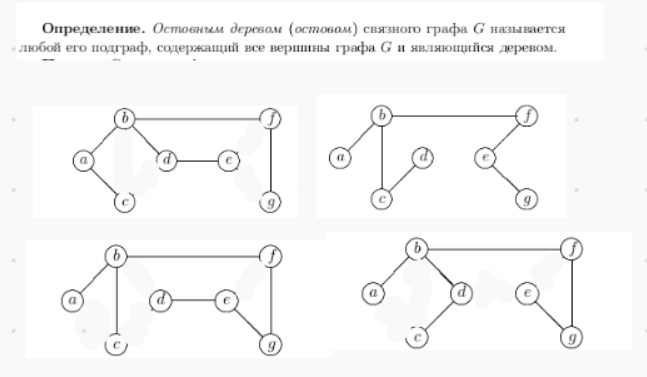 Определение. Остовным деревом (остовом) связного графа G называется
любой его подграф, содержащий все вершины графа G и являющийся деревом.
b f
a d e
c g
b f
a d e
c g
b f
a d e
c g
b f
a d e
c g